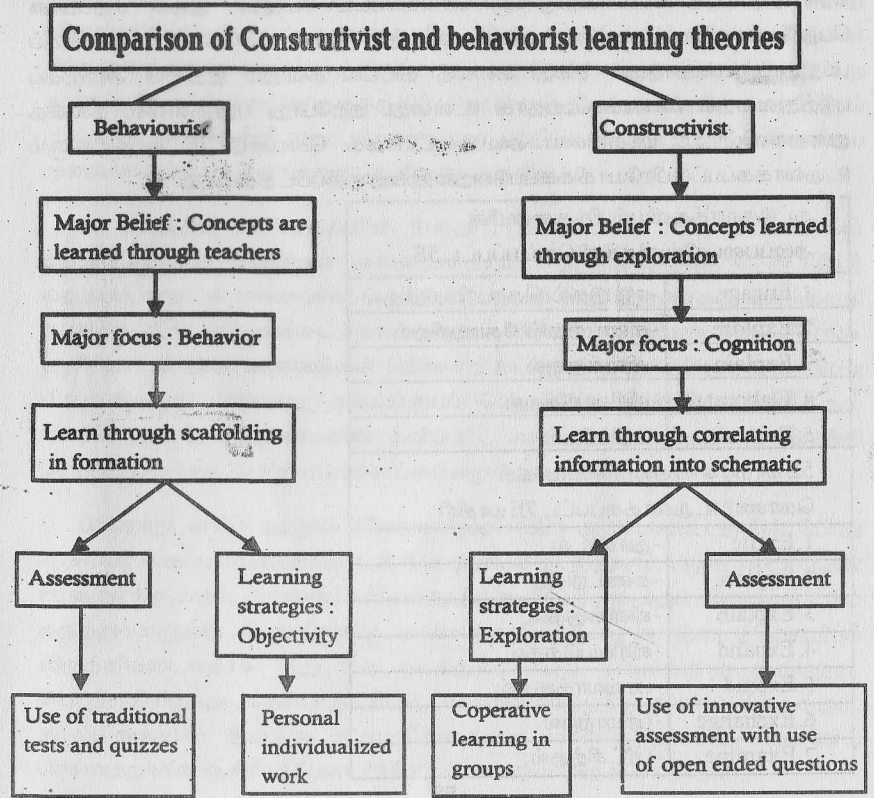 Comparison of Construtivist and behaviorist learning theories
Behaviourist
Constructivist
Major Belief : Concepts are
learned through teachers
Major Belief : Concepts learned
through exploration
Major focus : Behavior
Major focus : Cognition
Learn through scaffolding
in formation
Learn through correlating
information into schematic
Assessment
Learning
strategies :
Objectivity
Learning
strategies :
Exploration
Assessment
Use of traditional
tests and quizzes
Personal
individualized
work
Coperative
learning in
groups
Use of innovative
assessment with use
of open ended questions